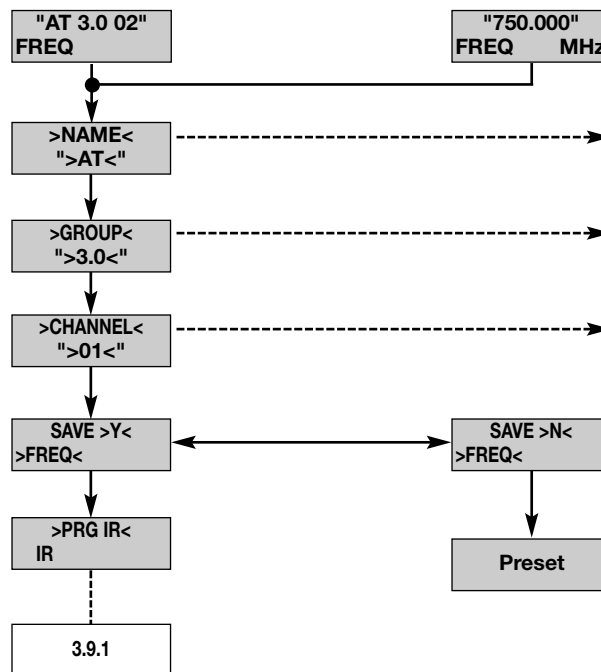 "AT 3.0 02"
FREQ
"750.000"
FREQ MHz
>NAME<
">AT<"
>GROUP<
">3.0<"
>CHANNEL<
">01<"
SAVE >Y<
>FREQ<
SAVE >N<
>FREQ<
>PRG IR<
IR
Preset
3.9.1